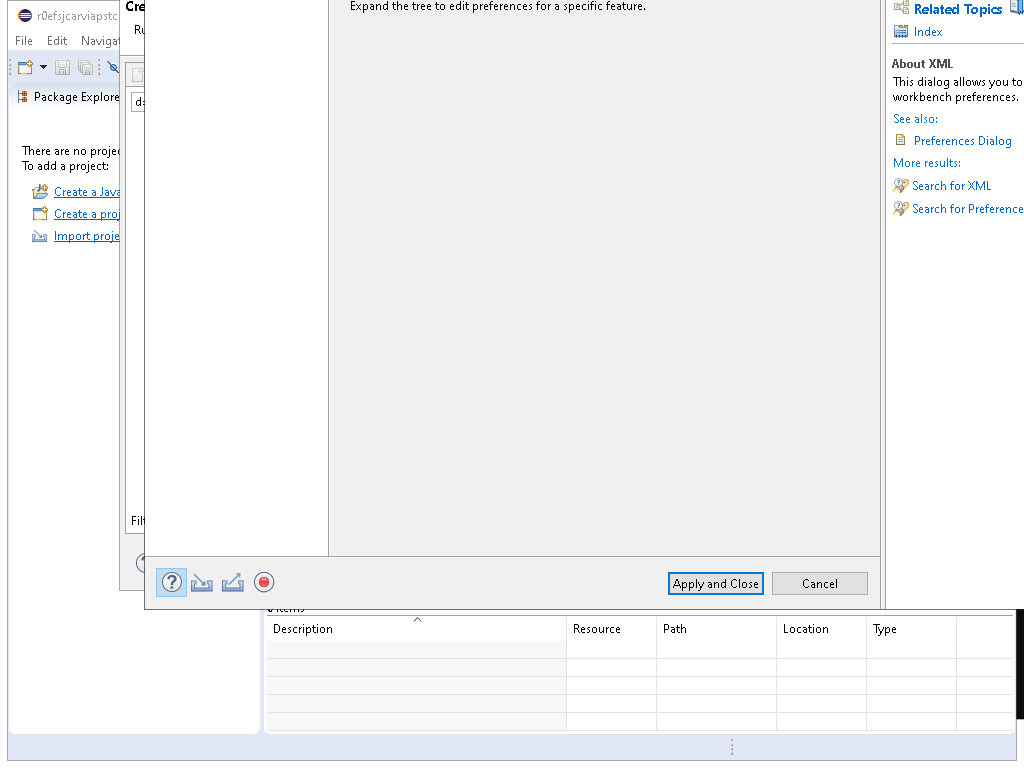 r0efsjcarviapstc
File Edit Navigat
Package Explore
There are no projec
To add a project:
Create a Java
Create a proj
Import proje
Cre
Ru
Filt
Expand the tree to edit preferences for a specific feature.
Apply and Close
Cancel
Related Topics
Index
About XML
This dialog allows you to
workbench preferences.
See also:
Preferences Dialog
More results:
Search for XML
Search for Preference
Description Resource Path Location Type